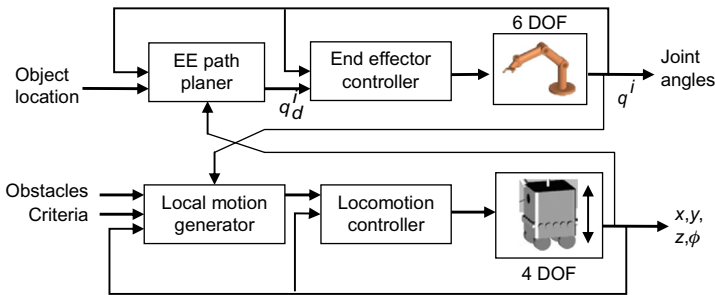 6 DOF
Object
location
EE path
planer
q_d^i
End effector
controller
q^i
Joint
angles
Obstacles
Criteria
Local motion
generator
Locomotion
controller
4 DOF
x,y,
z,ϕ